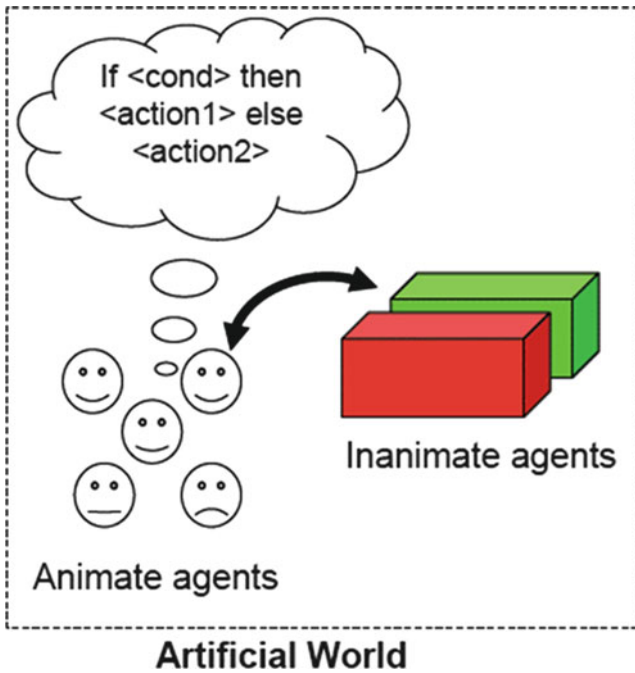 If <cond> then
<action1> else
<action2>
Inanimate agents
Animate agents
Artificial World